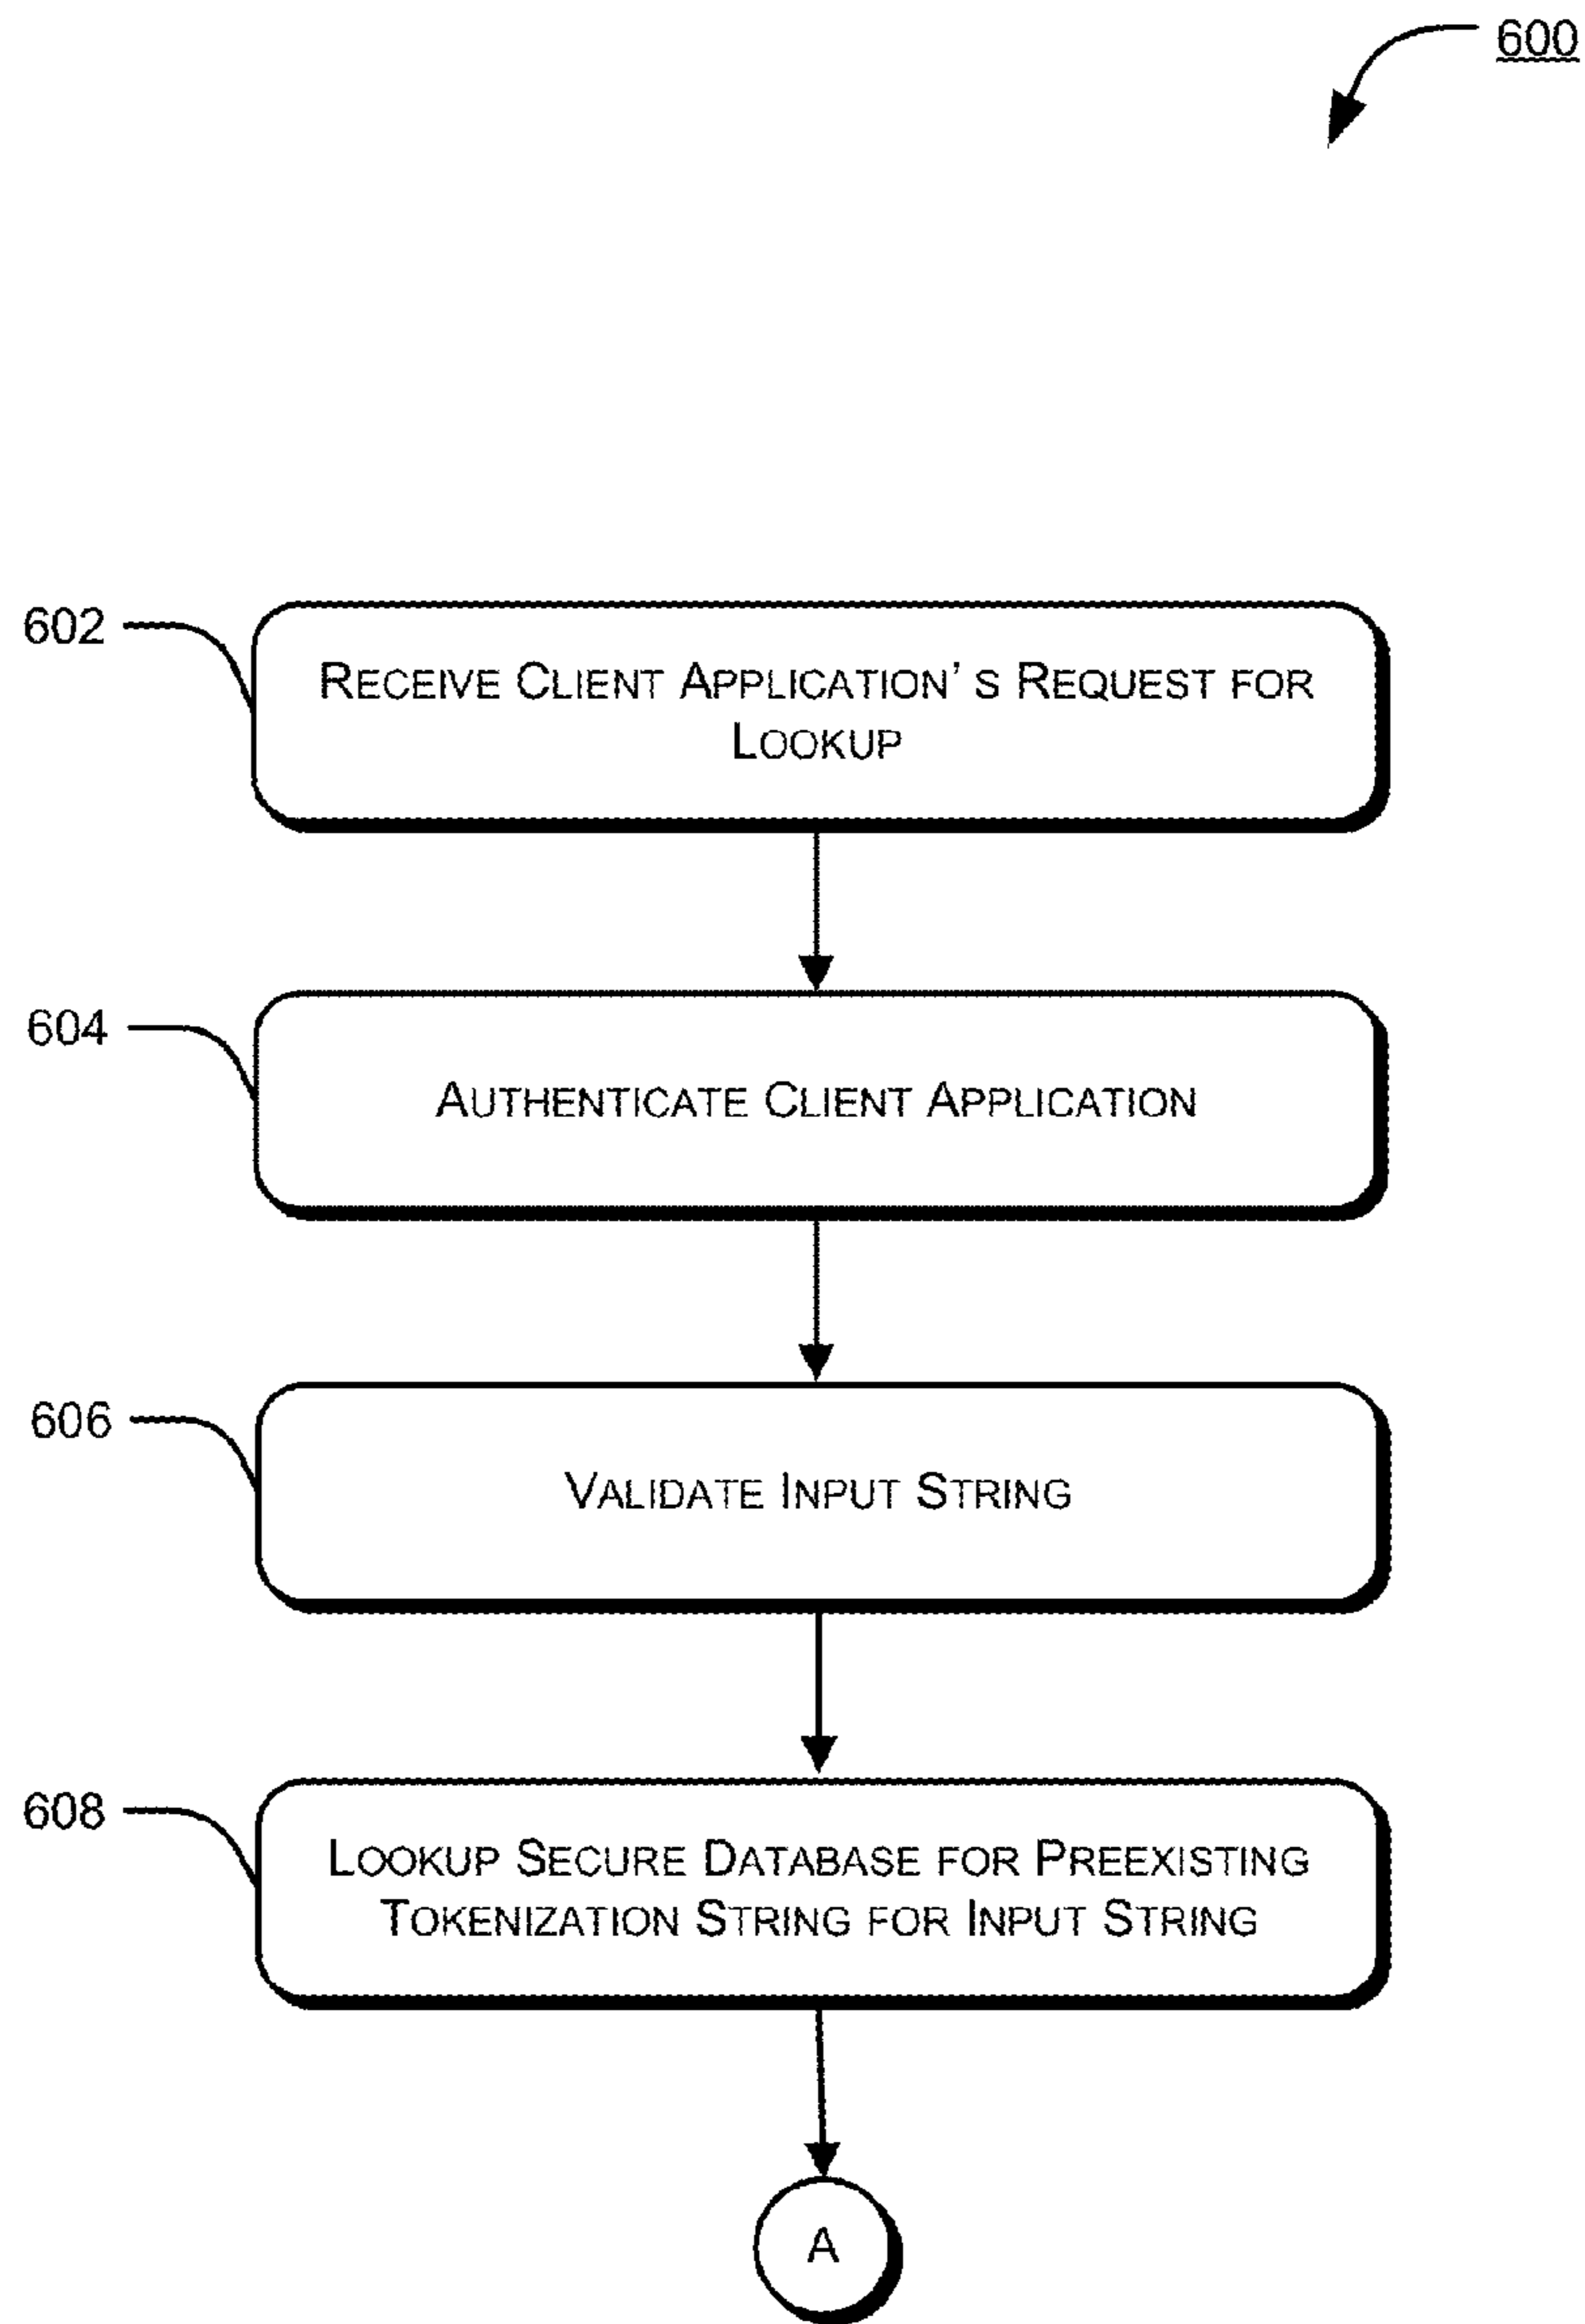 600
602
RECEIVE CLIENT APPLICATION'S REQUEST FOR
LOOKUP
604
AUTHENTICATE CLIENT APPLICATION
606
VALIDATE INPUT STRING
608
LOOKUP SECURE DATABASE FOR PREEXISTING
TOKENIZATION STRING FOR INPUT STRING
A